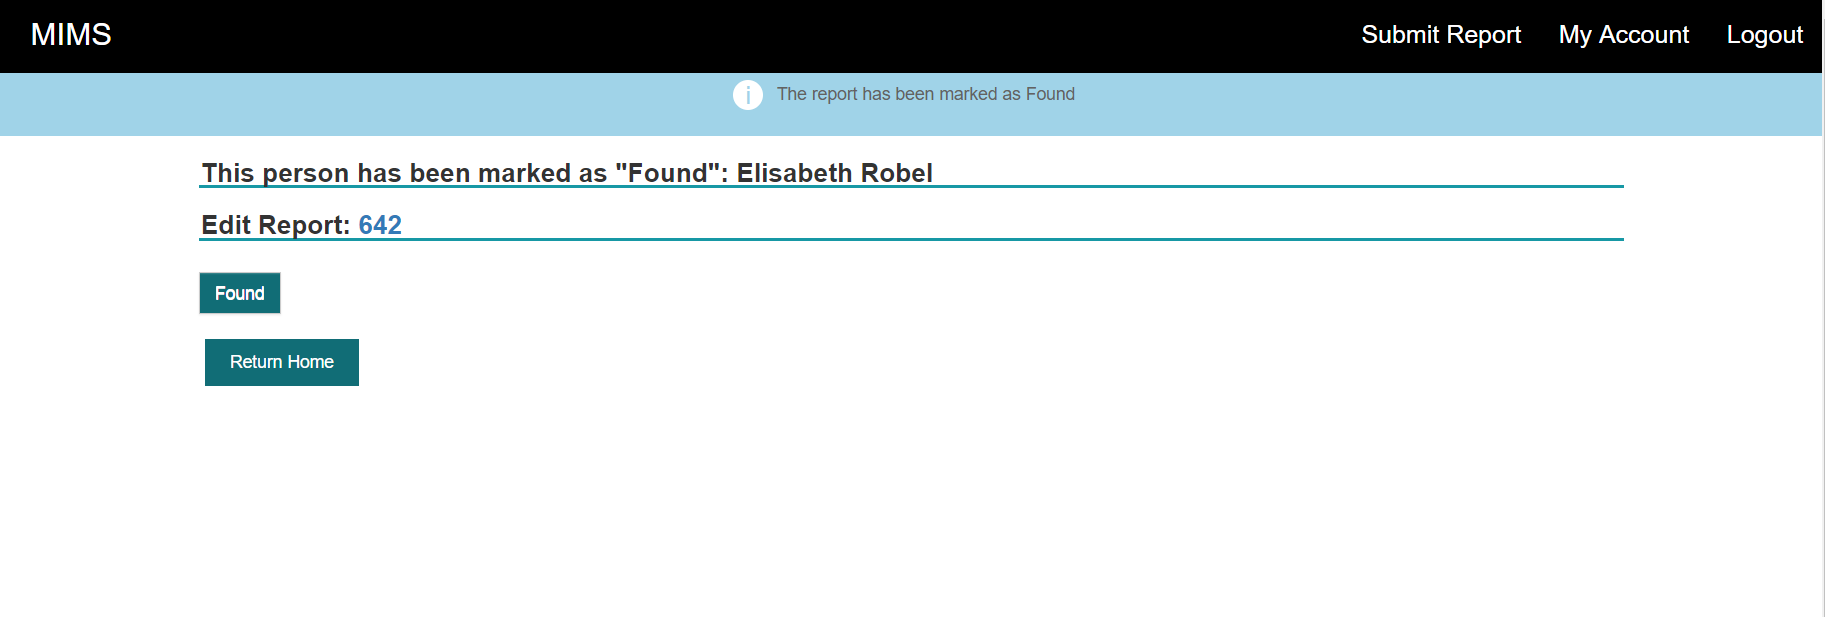 MIMS
Submit Report My Account Logout
i The report has been marked as Found
This person has been marked as "Found": Elisabeth Robel
Edit Report: 642
Found
Return Home